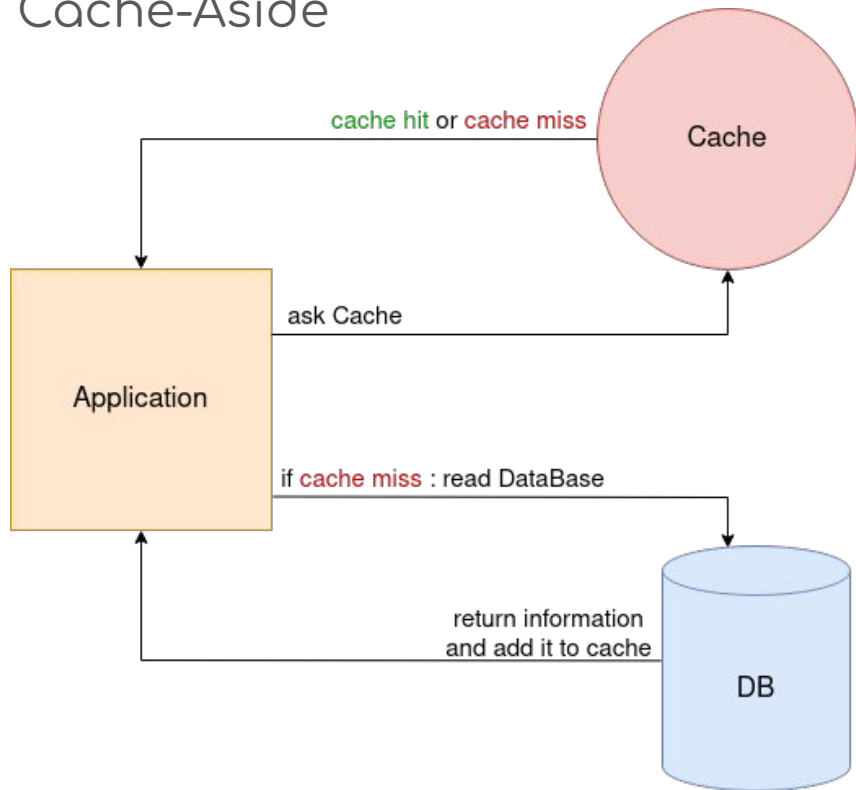 Cache-Aside
cache hit or cache miss
Cache
ask Cache
Application
if cache miss : read DataBase
return information
and add it to cache
DB